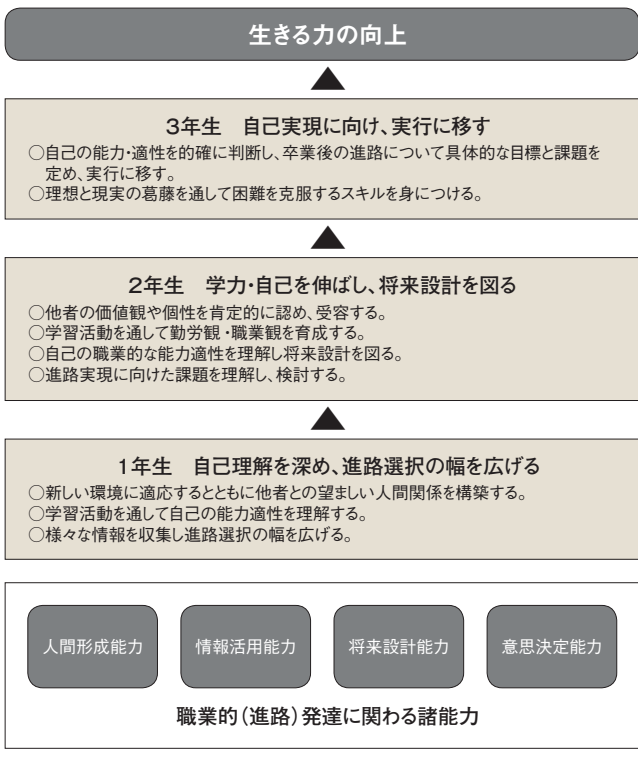 生きる力の向上
3年生 自己実現に向け、実行に移す
○自己の能力・適性を的確に判断し、卒業後の進路について具体的な目標と課題を
定め、実行に移す。
○理想と現実の葛藤を通して困難を克服するスキルを身につける。
2年生 学力・自己を伸ばし、将来設計を図る
○他者の価値観や個性を肯定的に認め、受容する。
○学習活動を通して勤労観・職業観を育成する。
○自己の職業的な能力適性を理解し将来設計を図る。
○進路実現に向けた課題を理解し、検討する。
1年生 自己理解を深め、進路選択の幅を広げる
○新しい環境に適応するとともに他者との望ましい人間関係を構築する。
○学習活動を通して自己の能力適性を理解する。
○様々な情報を収集し進路選択の幅を広げる。
人間形成能力 情報活用能力 将来設計能力 意思決定能力
職業的（進路）発達に関わる諸能力